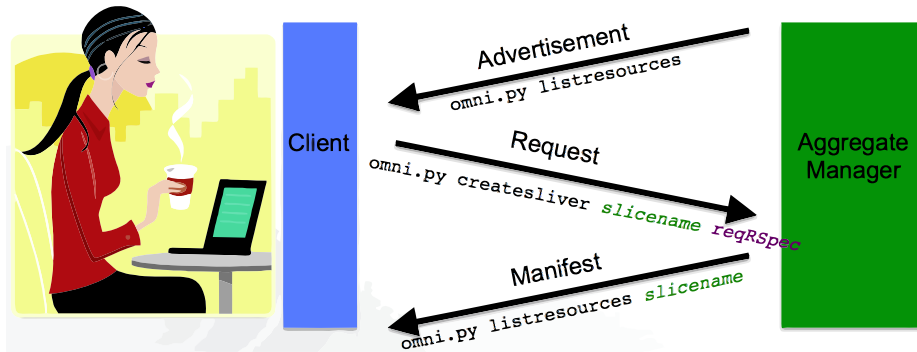 Advertisement
omni.py listresources
Client
Request
omni.py createsliver slicename reqRSpec
Aggregate
Manager
Manifest
omni.py listresources slicename